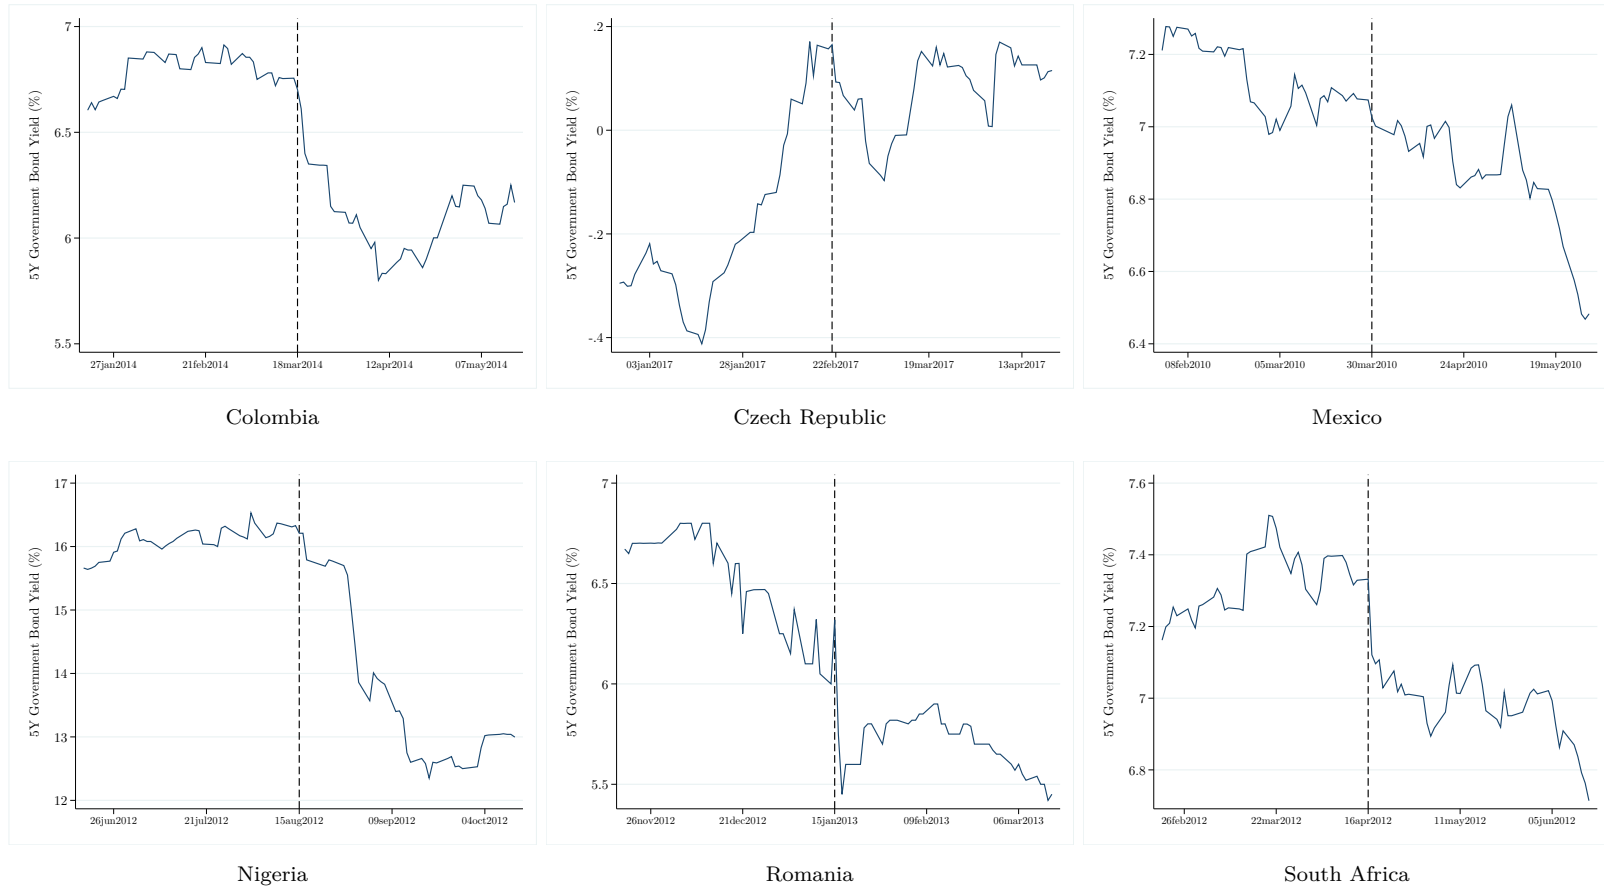 5Y Government Bond Yield (%)
7
6.5
6
5.5
27jan2014 21feb2014 18mar2014 12apr2014 07may2014
Colombia
5Y Government Bond Yield (%)
.2
0
-.2
-.4
03jan2017 28jan2017 22feb2017 19mar2017 13apr2017
Czech Republic
5Y Government Bond Yield (%)
7.2
7
6.8
6.6
6.4
08feb2010 05mar2010 30mar2010 24apr2010 19may2010
Mexico
5Y Government Bond Yield (%)
17
16
15
14
13
12
26jun2012 21jul2012 15aug2012 09sep2012 04oct2012
Nigeria
5Y Government Bond Yield (%)
7
6.5
6
5.5
26nov2012 21dec2012 15jan2013 09feb2013 06mar2013
Romania
5Y Government Bond Yield (%)
7.6
7.4
7.2
7
6.8
26feb2012 22mar2012 16apr2012 11may2012 05jun2012
South Africa